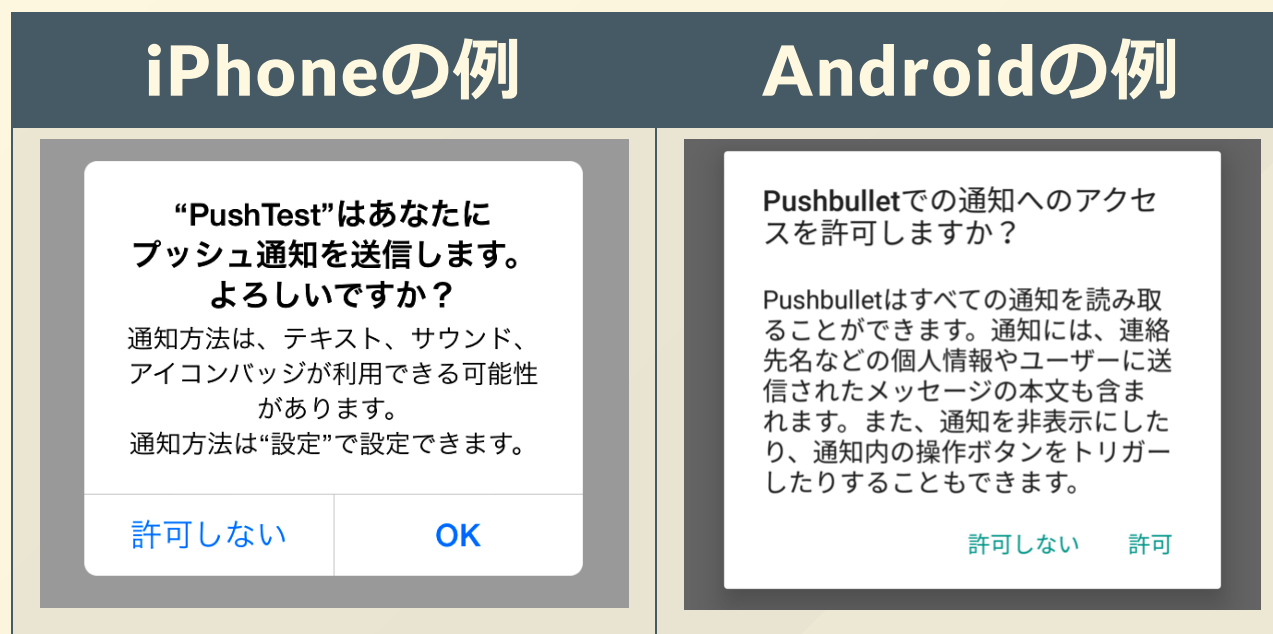 iPhoneの例
Androidの例
“PushTest”はあなたに
プッシュ通知を送信します。
よろしいですか？
通知方法は、テキスト、サウンド、
アイコンバッジが利用できる可能性
があります。
通知方法は“設定”で設定できます。
許可しない
OK
Pushbulletでの通知へのアクセ
スを許可しますか？
Pushbulletはすべての通知を読み取
ることができます。通知には、連絡
先名などの個人情報やユーザーに送
信されたメッセージの本文も含ま
れます。また、通知を非表示にした
り、通知内の操作ボタンをトリガー
したりすることもできます。
許可しない
許可